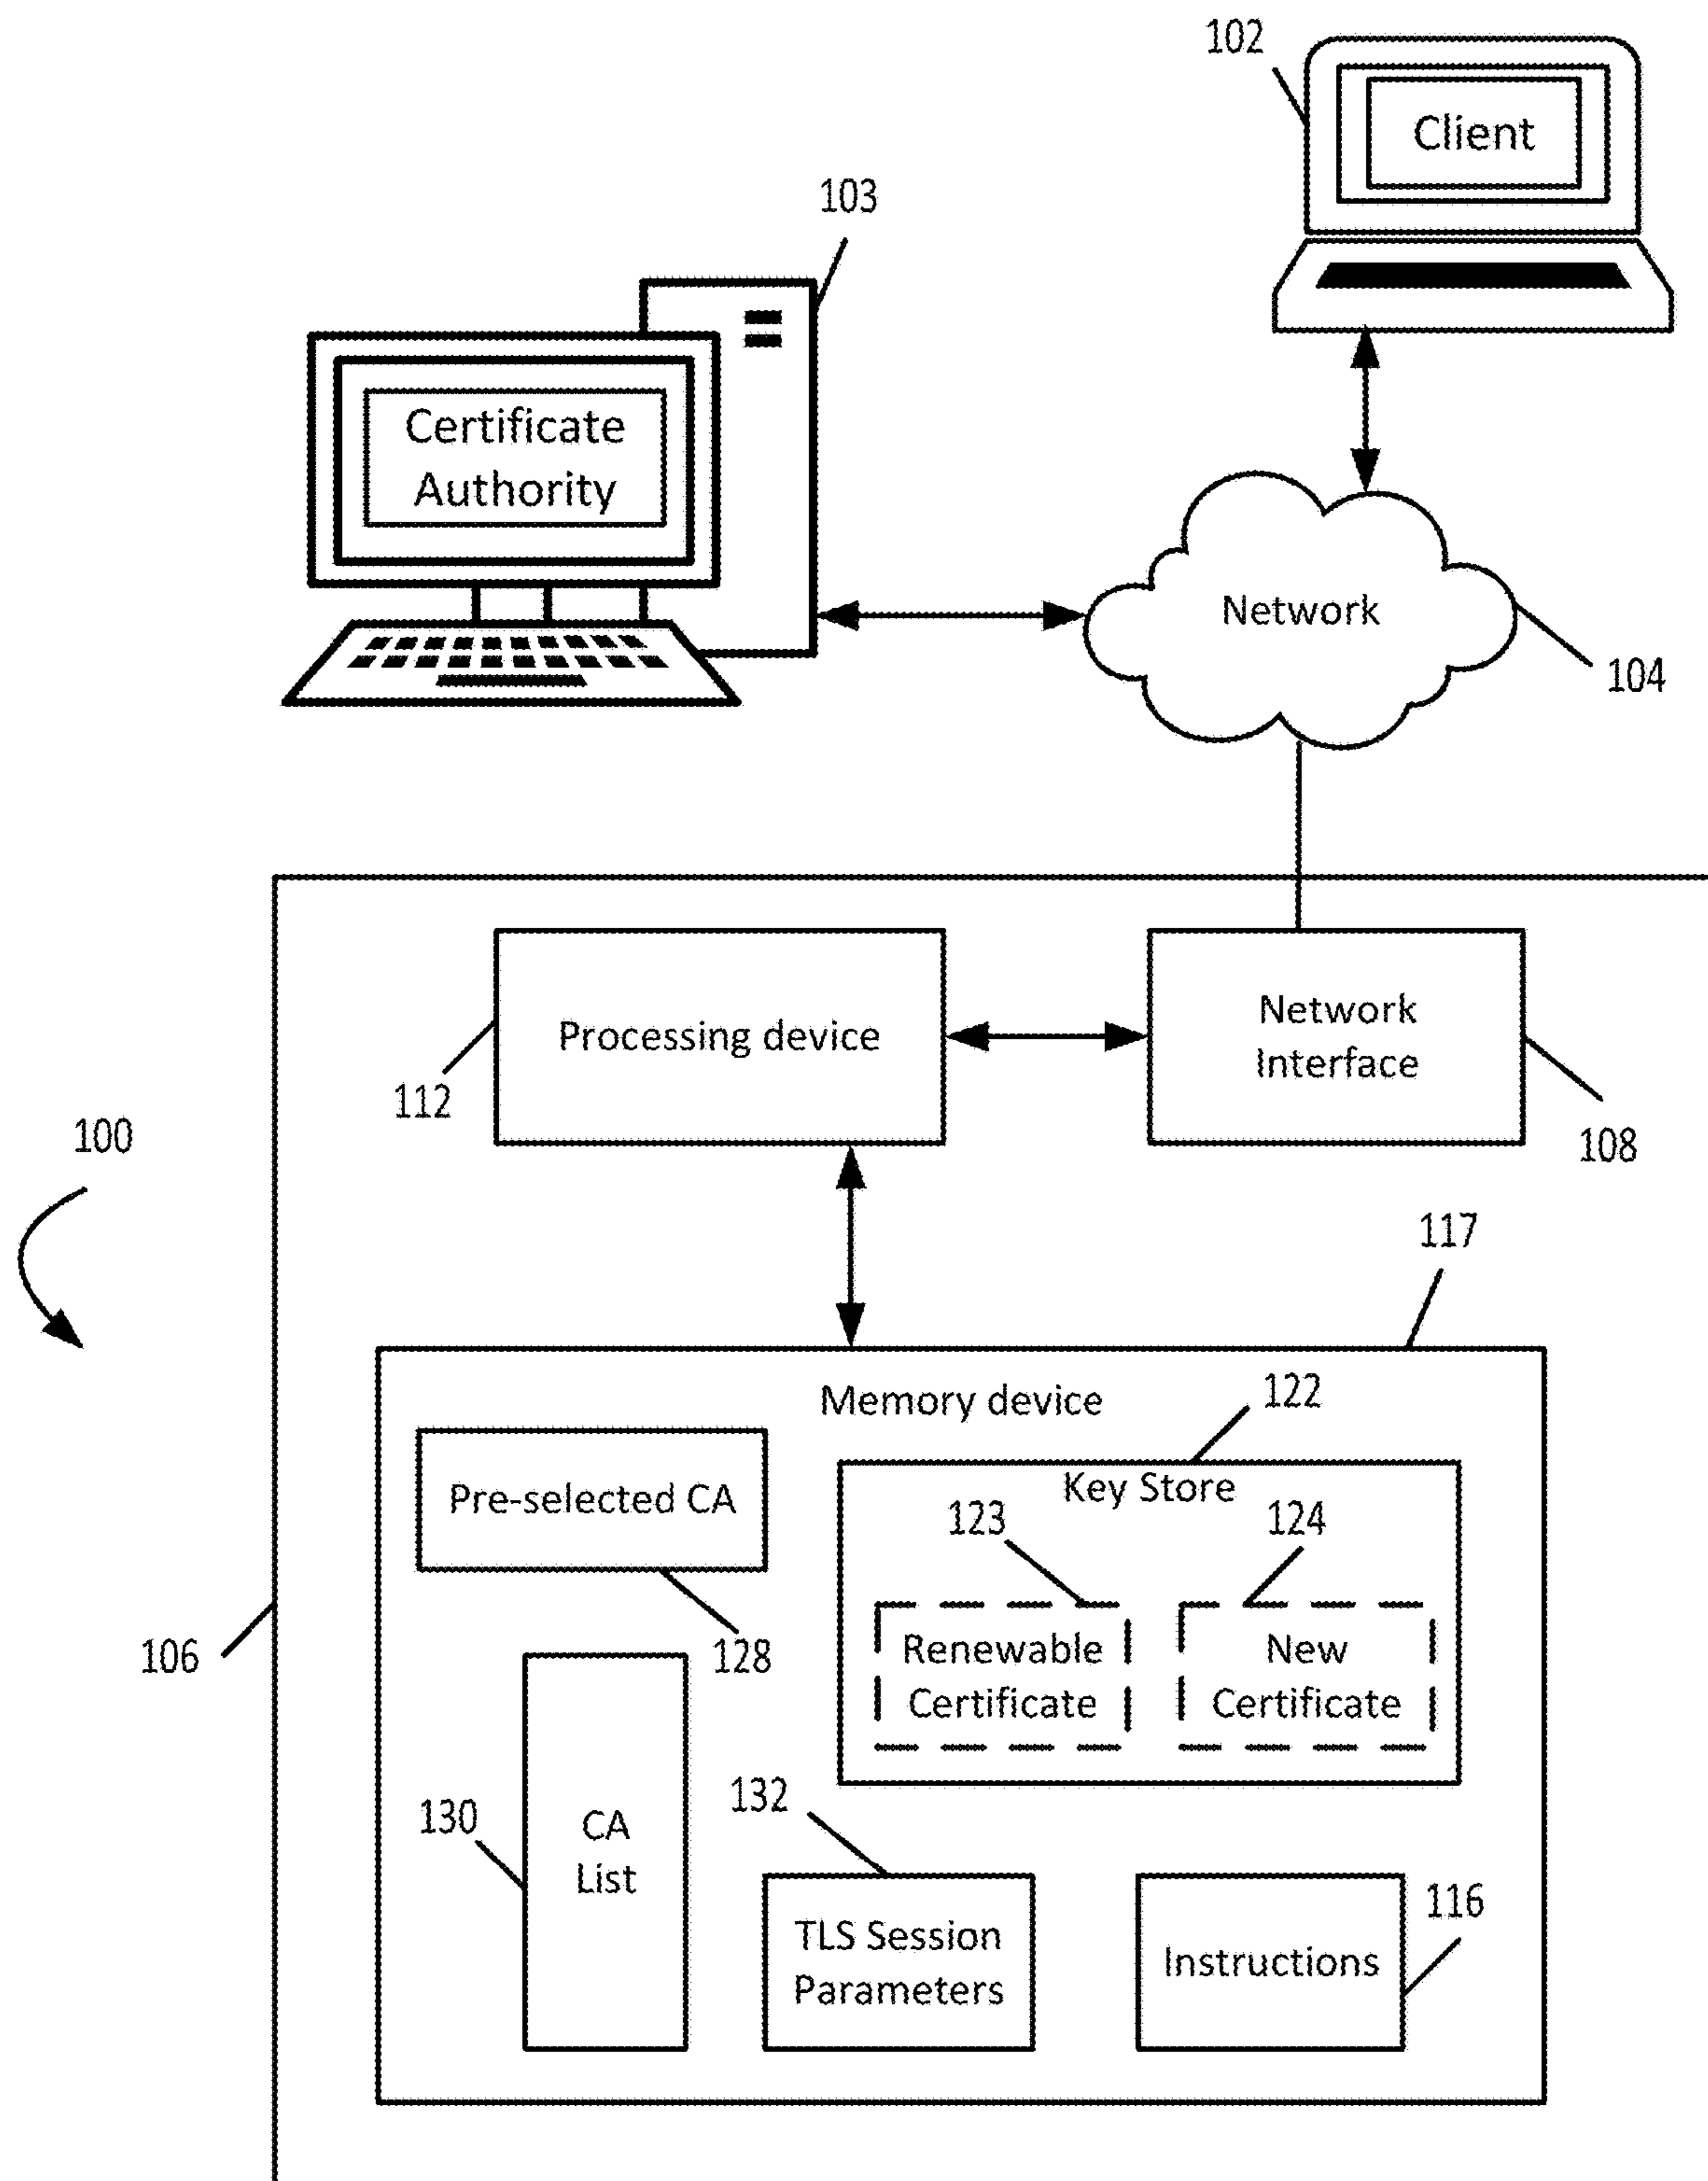 102
Client
103
Certificate
Authority
Network
104
Processing device
Network
Interface
112
108
100
117
Memory device
122
Pre-selected CA
Key Store
123
124
128
Renewable
Certificate
New
Certificate
106
130
CA
List
132
TLS Session
Parameters
Instructions
116